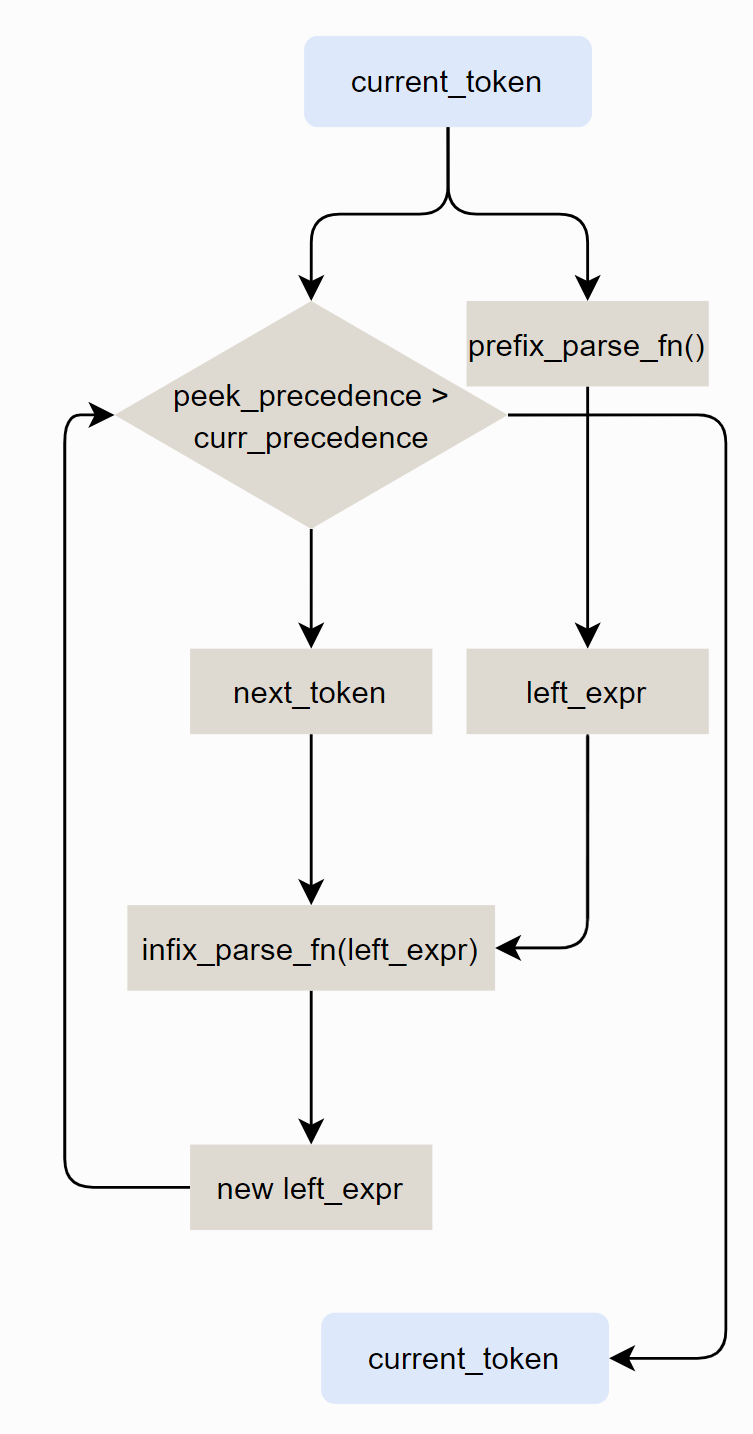 current_token
prefix_parse_fn()
peek_precedence >
curr_precedence
next_token
left_expr
infix_parse_fn(left_expr)
new left_expr
current_token